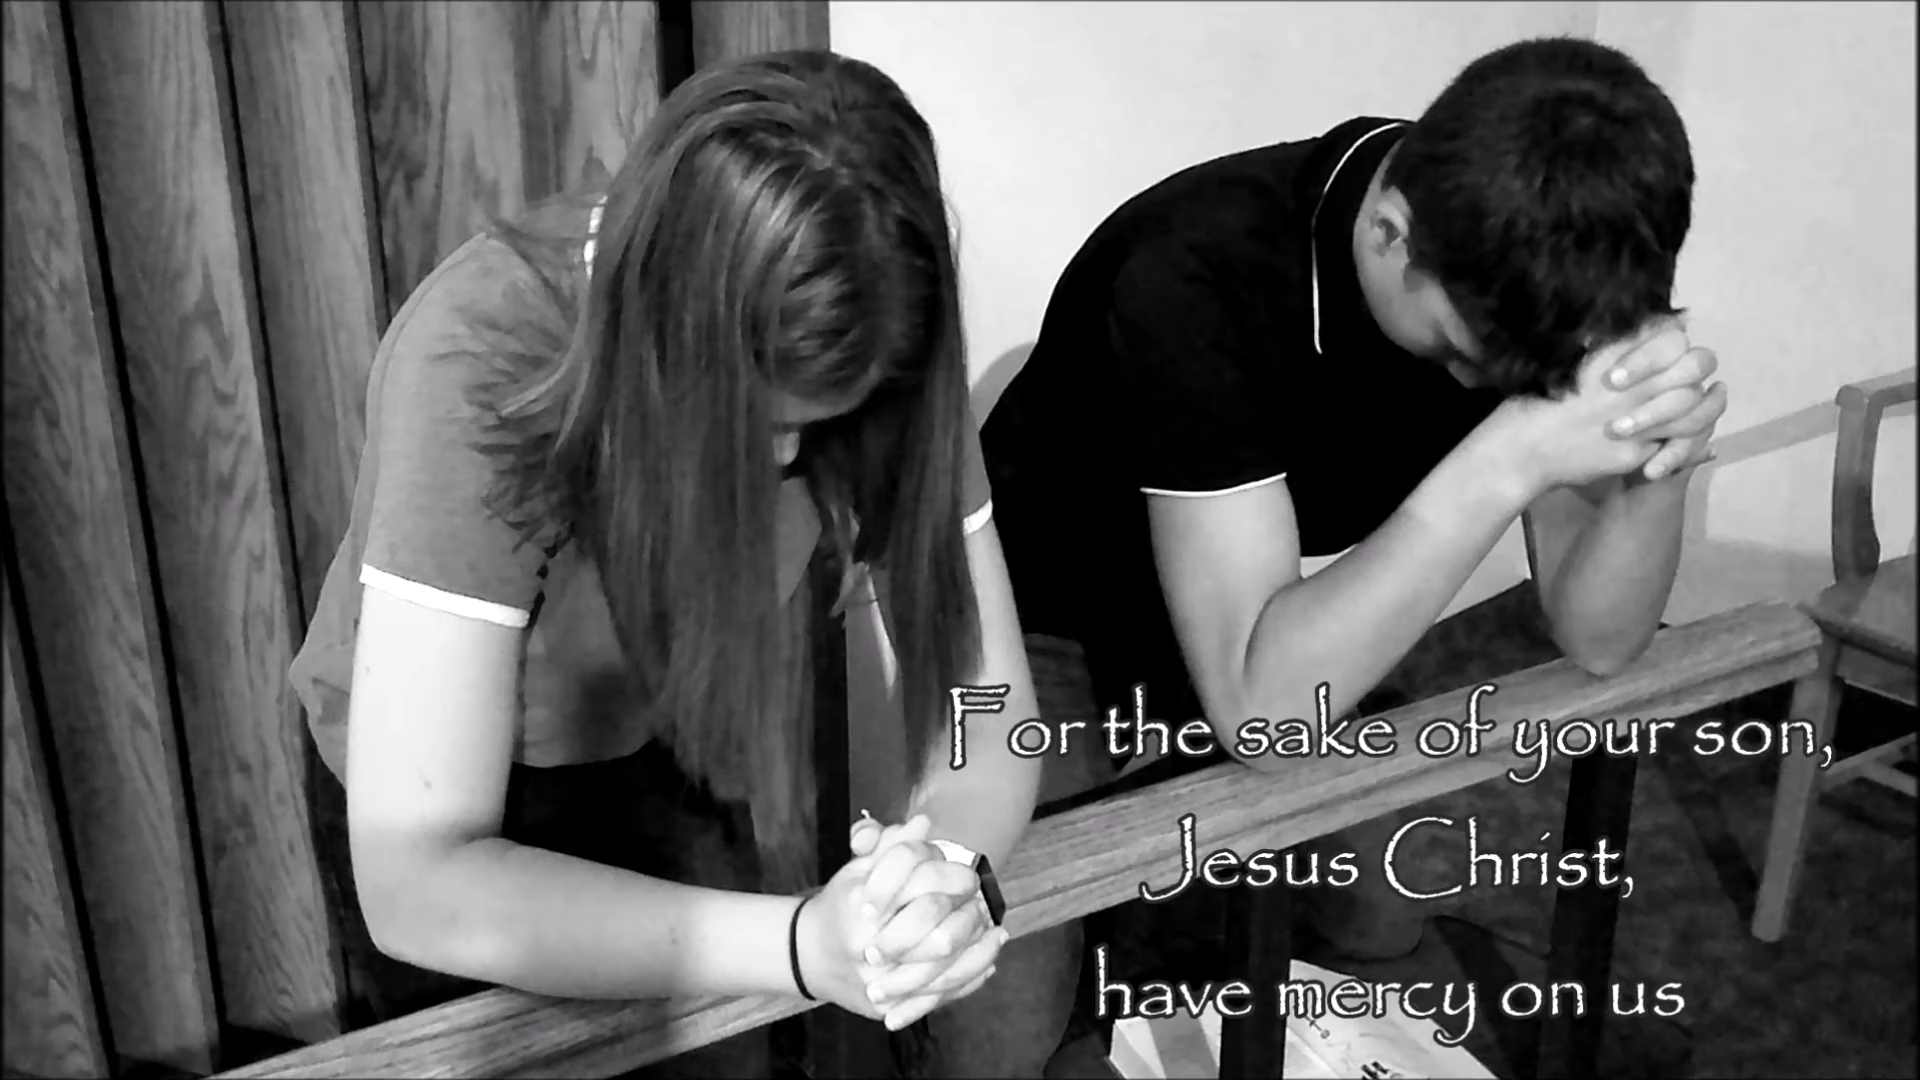 For the sake of your son,
Jesus Christ,
have mercy on us